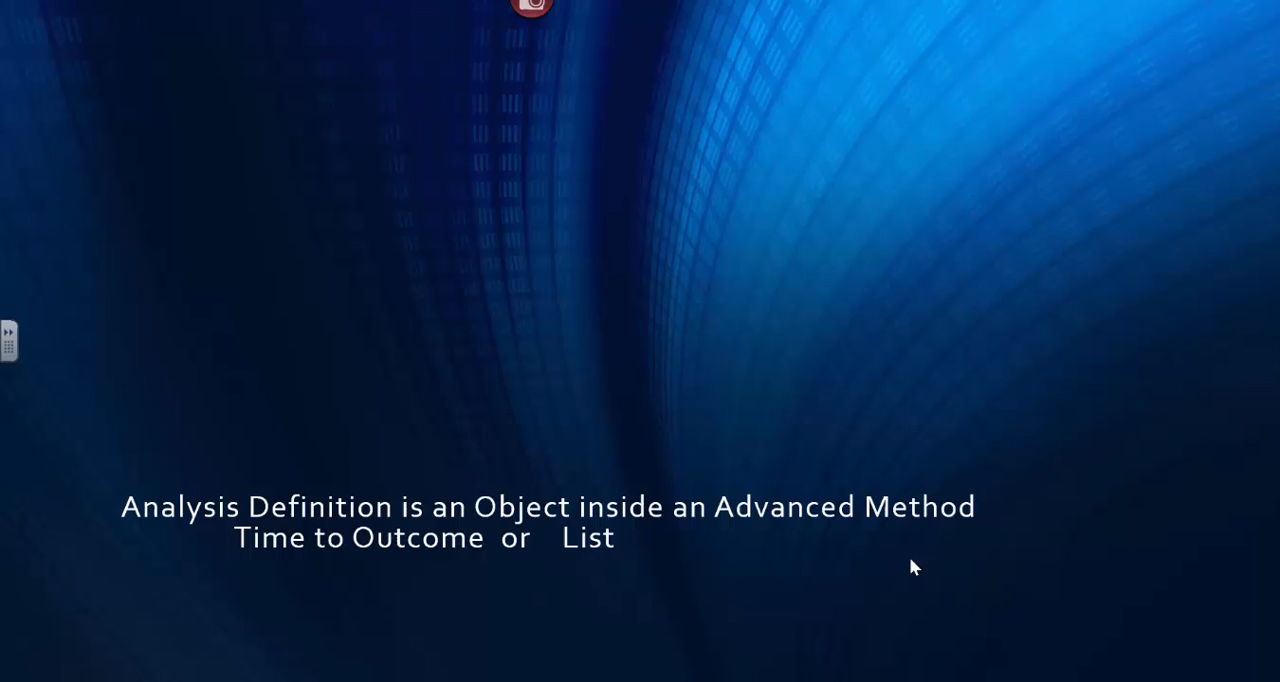 Analysis Definition is an Object inside an Advanced Method
Time to Outcome or List